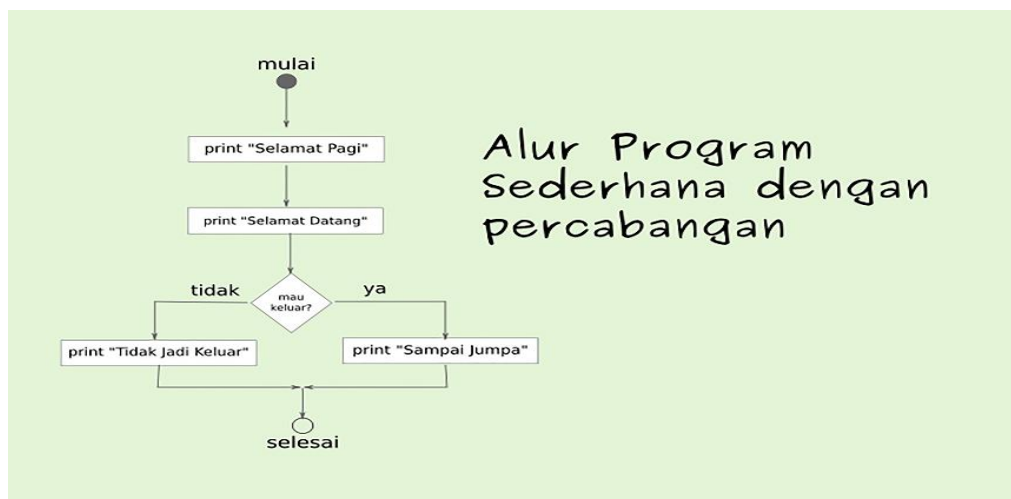 mulai
print "Selamat Pagi"
print "Selamat Datang"
mau
keluar?
tidak
ya
print "Tidak Jadi Keluar"
print "Sampai Jumpa"
selesai
Alur Program
Sederhana dengan
percabangan